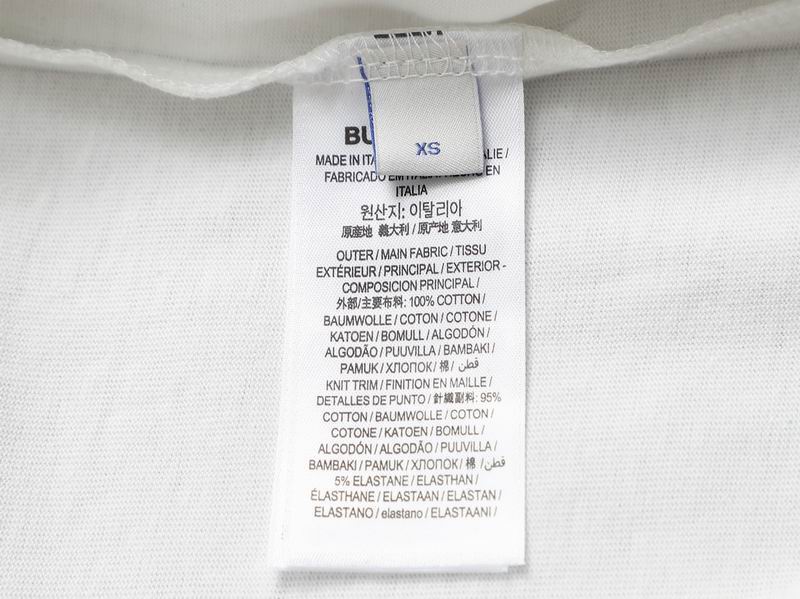 XS
BU
MADE IN ITA ALIE /
FABRICADO EM ITALIA / HECHO EN
ITALIA
원산지: 이탈리아
原産地 義大利 / 原产地 意大利
OUTER / MAIN FABRIC / TISSU
EXTÉRIEUR / PRINCIPAL / EXTERIOR -
COMPOSICION PRINCIPAL /
外部/主要布料: 100% COTTON /
BAUMWOLLE / COTON / COTONE /
KATOEN / BOMULL / ALGODÓN /
ALGODÃO / PUUVILLA / BAMBAKI /
PAMUK / ХЛОПОК / 棉 / قطن
KNIT TRIM / FINITION EN MAILLE /
DETALLES DE PUNTO / 針織副料: 95%
COTTON / BAUMWOLLE / COTON /
COTONE / KATOEN / BOMULL /
ALGODÓN / ALGODÃO / PUUVILLA /
BAMBAKI / PAMUK / ХЛОПОК / 棉 / قطن
5% ELASTANE / ELASTHAN /
ÉLASTHANE / ELASTAAN / ELASTAN /
ELASTANO / elastano / ELASTAANI /